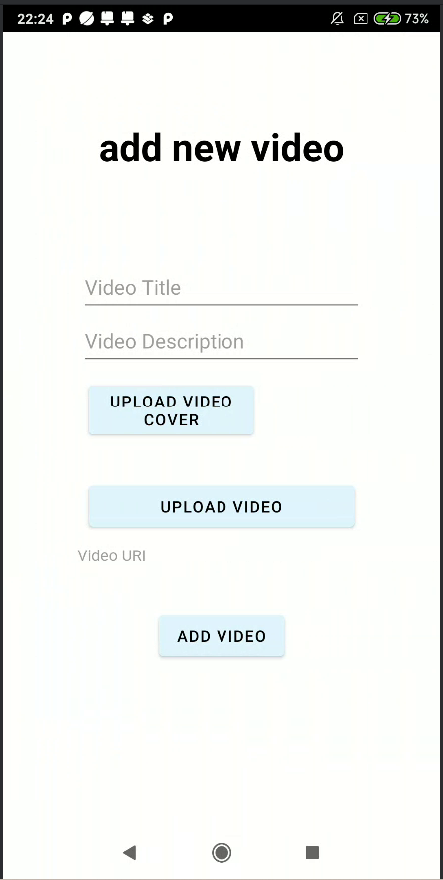 22:24
73%
add new video
Video Title
Video Description
UPLOAD VIDEO
COVER
UPLOAD VIDEO
Video URI
ADD VIDEO